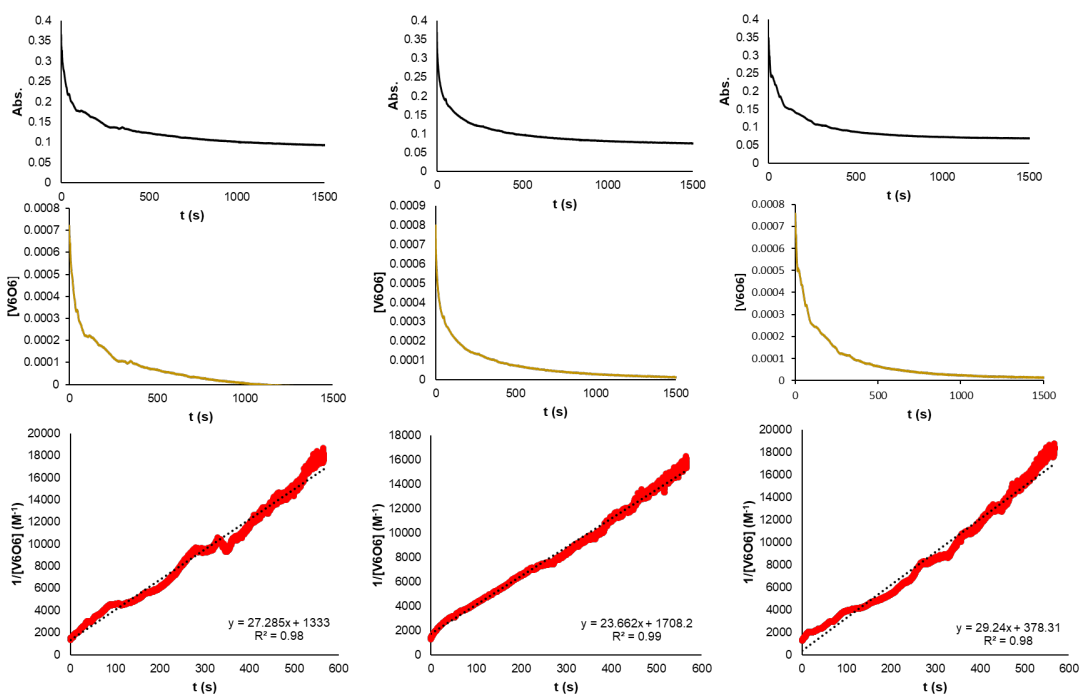 0.4
0.35
0.3
0.25
0.2
0.15
0.1
0.05
0
Abs.
0 500 1000 1500
t (s)
0.4
0.35
0.3
0.25
0.2
0.15
0.1
0.05
0
Abs.
0 500 1000 1500
t (s)
0.4
0.35
0.3
0.25
0.2
0.15
0.1
0.05
0
Abs.
0 500 1000 1500
t (s)
0.0008
0.0007
0.0006
0.0005
0.0004
0.0003
0.0002
0.0001
0
[V6O6]
0 500 1000 1500
t (s)
0.0009
0.0008
0.0007
0.0006
0.0005
0.0004
0.0003
0.0002
0.0001
0
[V6O6]
0 500 1000 1500
t (s)
0.0008
0.0007
0.0006
0.0005
0.0004
0.0003
0.0002
0.0001
0
[V6O6]
0 500 1000 1500
t (s)
20000
18000
16000
14000
12000
10000
8000
6000
4000
2000
0
1/[V6O6] (M⁻¹)
y = 27.285x + 1333
R² = 0.98
0 100 200 300 400 500 600
t (s)
18000
16000
14000
12000
10000
8000
6000
4000
2000
0
1/[V6O6] (M⁻¹)
y = 23.662x + 1708.2
R² = 0.99
0 100 200 300 400 500 600
t (s)
20000
18000
16000
14000
12000
10000
8000
6000
4000
2000
0
1/[V6O6] (M⁻¹)
y = 29.24x + 378.31
R² = 0.98
0 100 200 300 400 500 600
t (s)